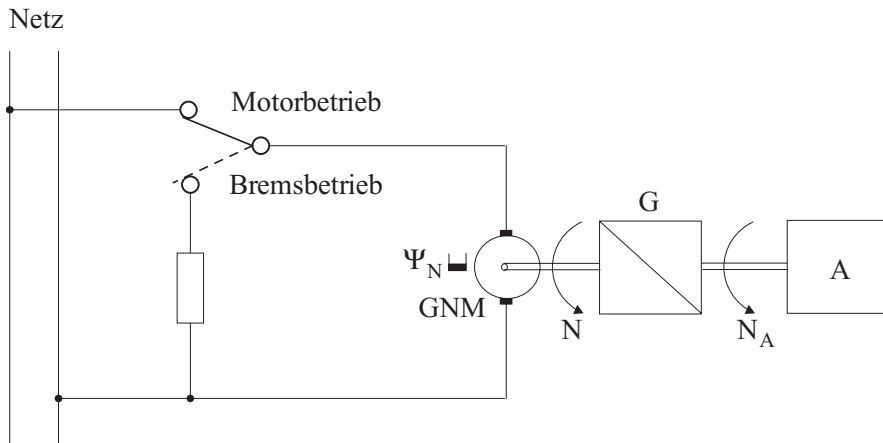 Netz
Motorbetrieb
Bremsbetrieb
G
Ψ_N
A
GNM
N
N_A